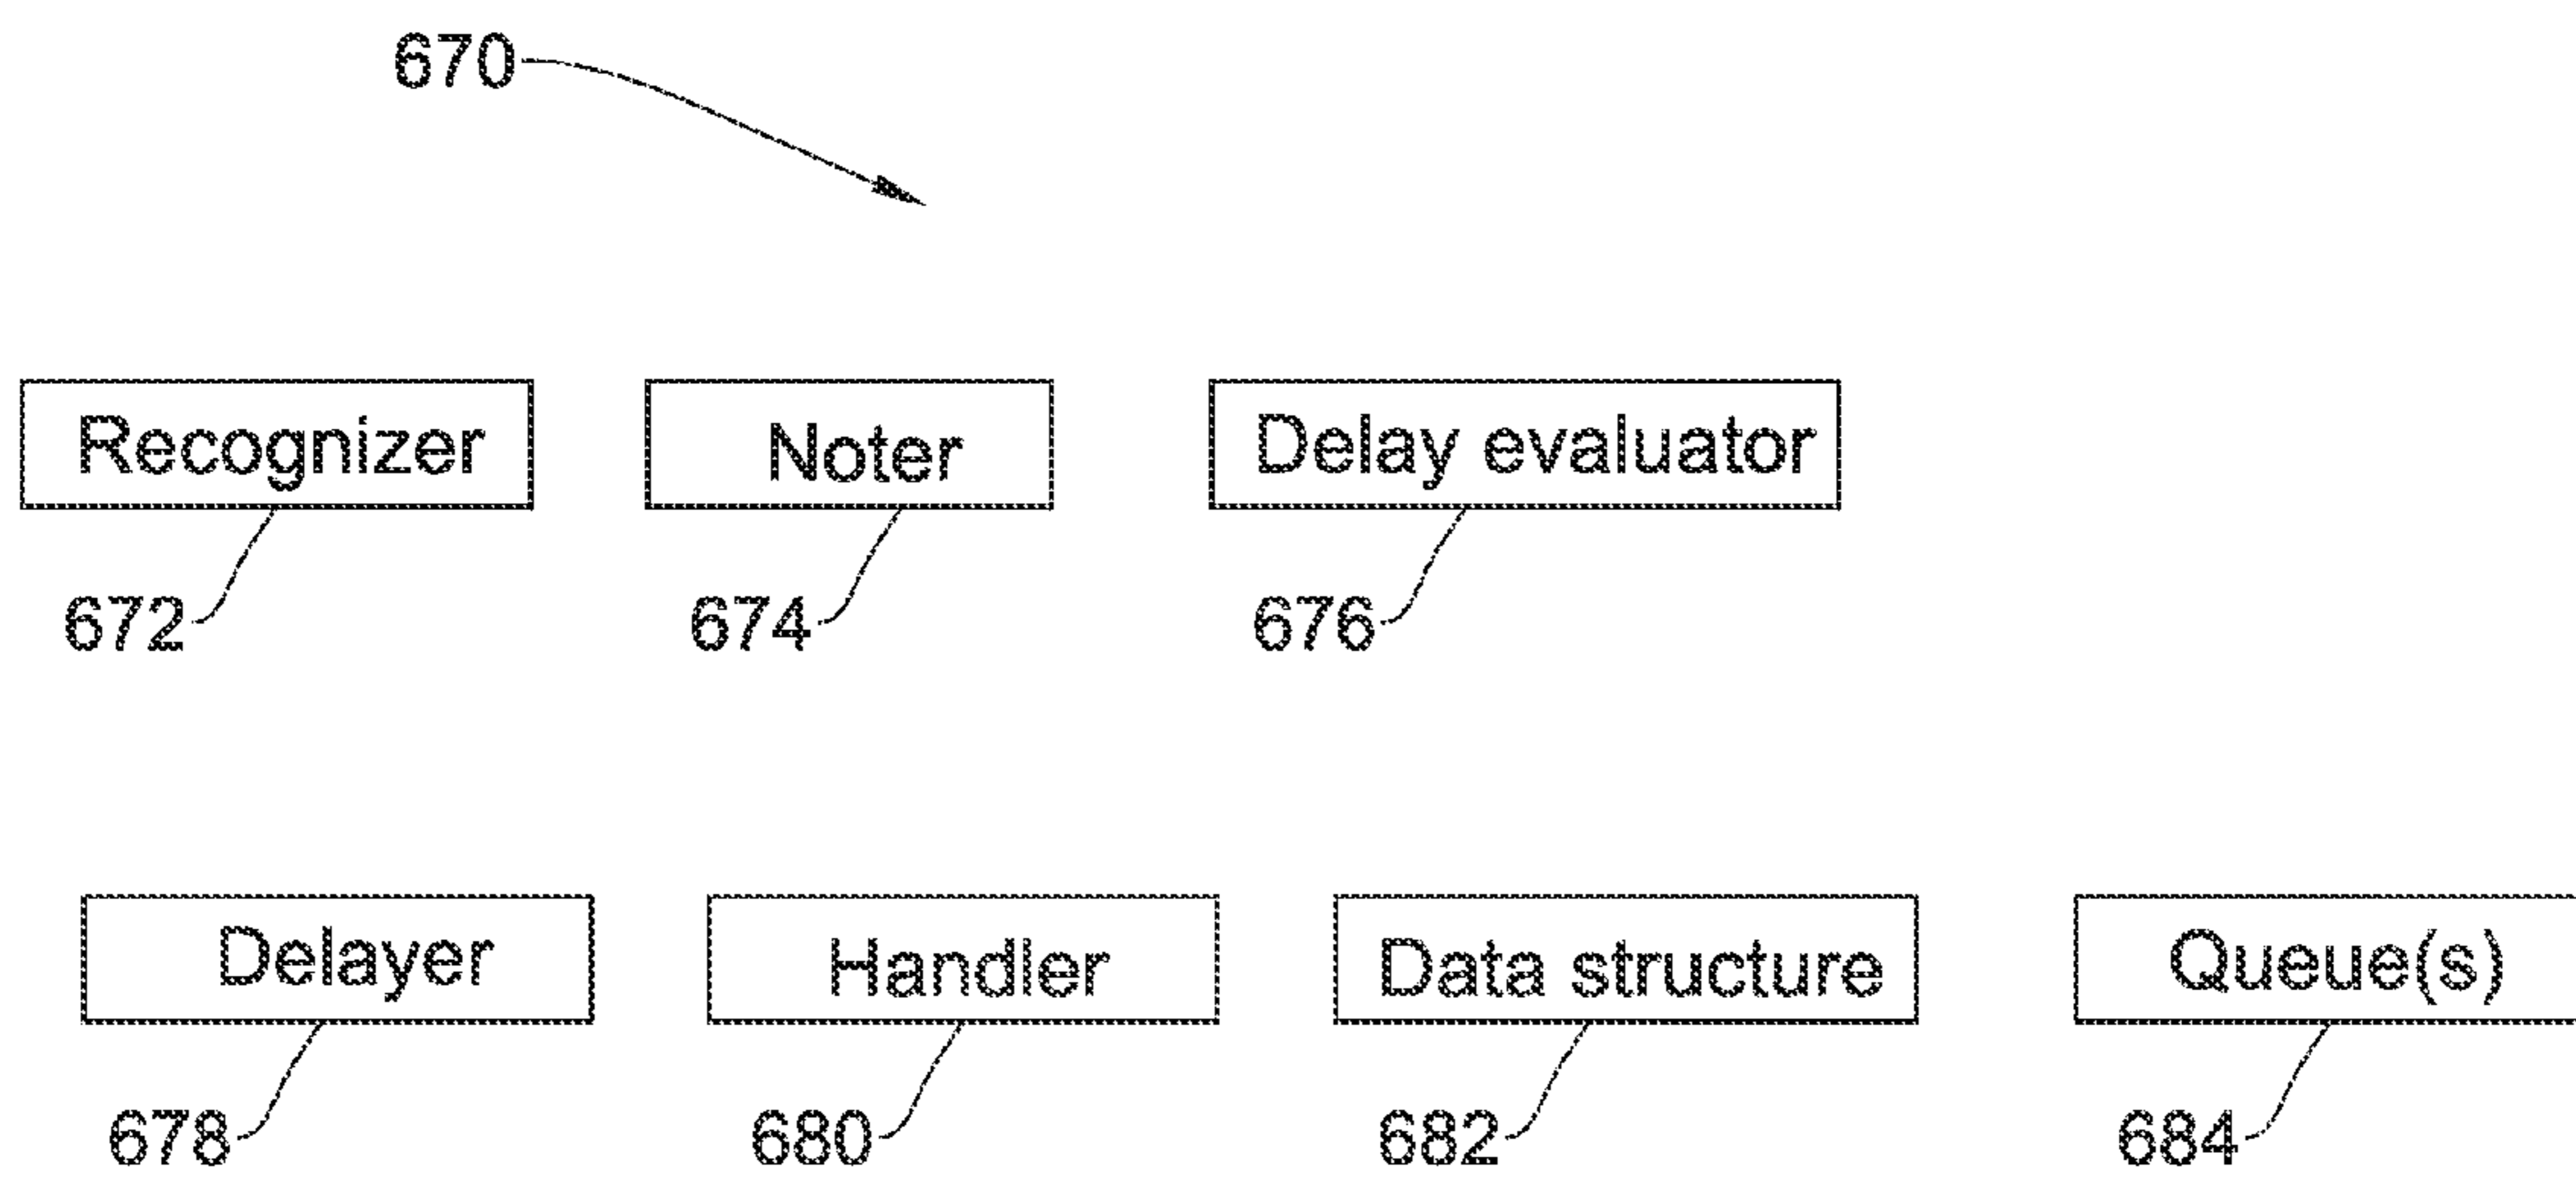 670
Recognizer
Noter
Delay evaluator
672
674
676
Delayer
Handler
Data structure
Queue(s)
678
680
682
684